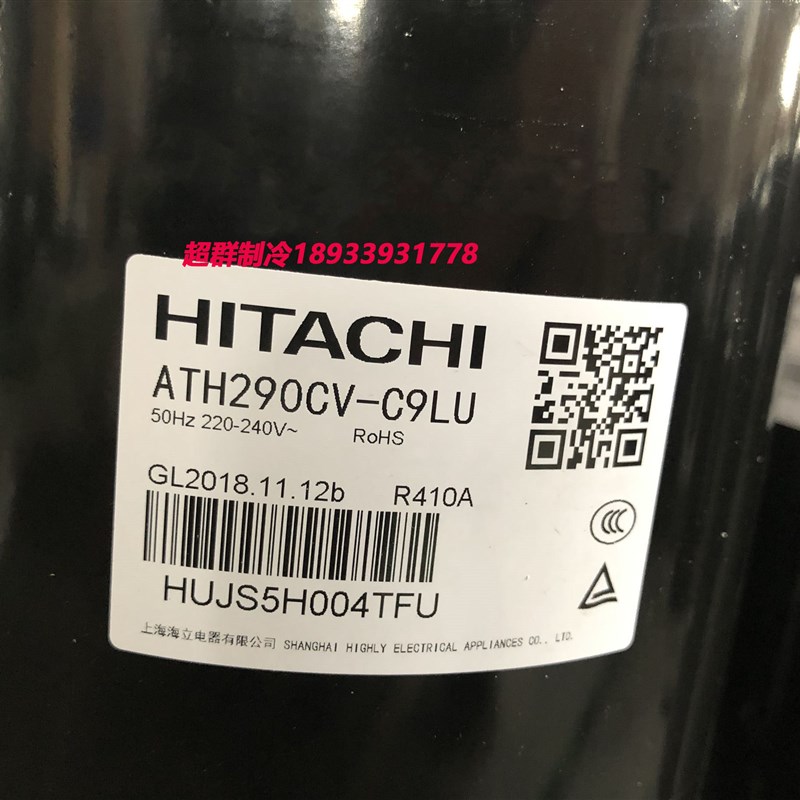 超群制冷18933931778
HITACHI
ATH290CV-C9LU
50Hz 220-240V~ RoHS
GL2018.11.12b R410A
HUJS5H004TFU
上海海立电器有限公司 SHANGHAI HIGHLY ELECTRICAL APPLIANCES CO., LTD.